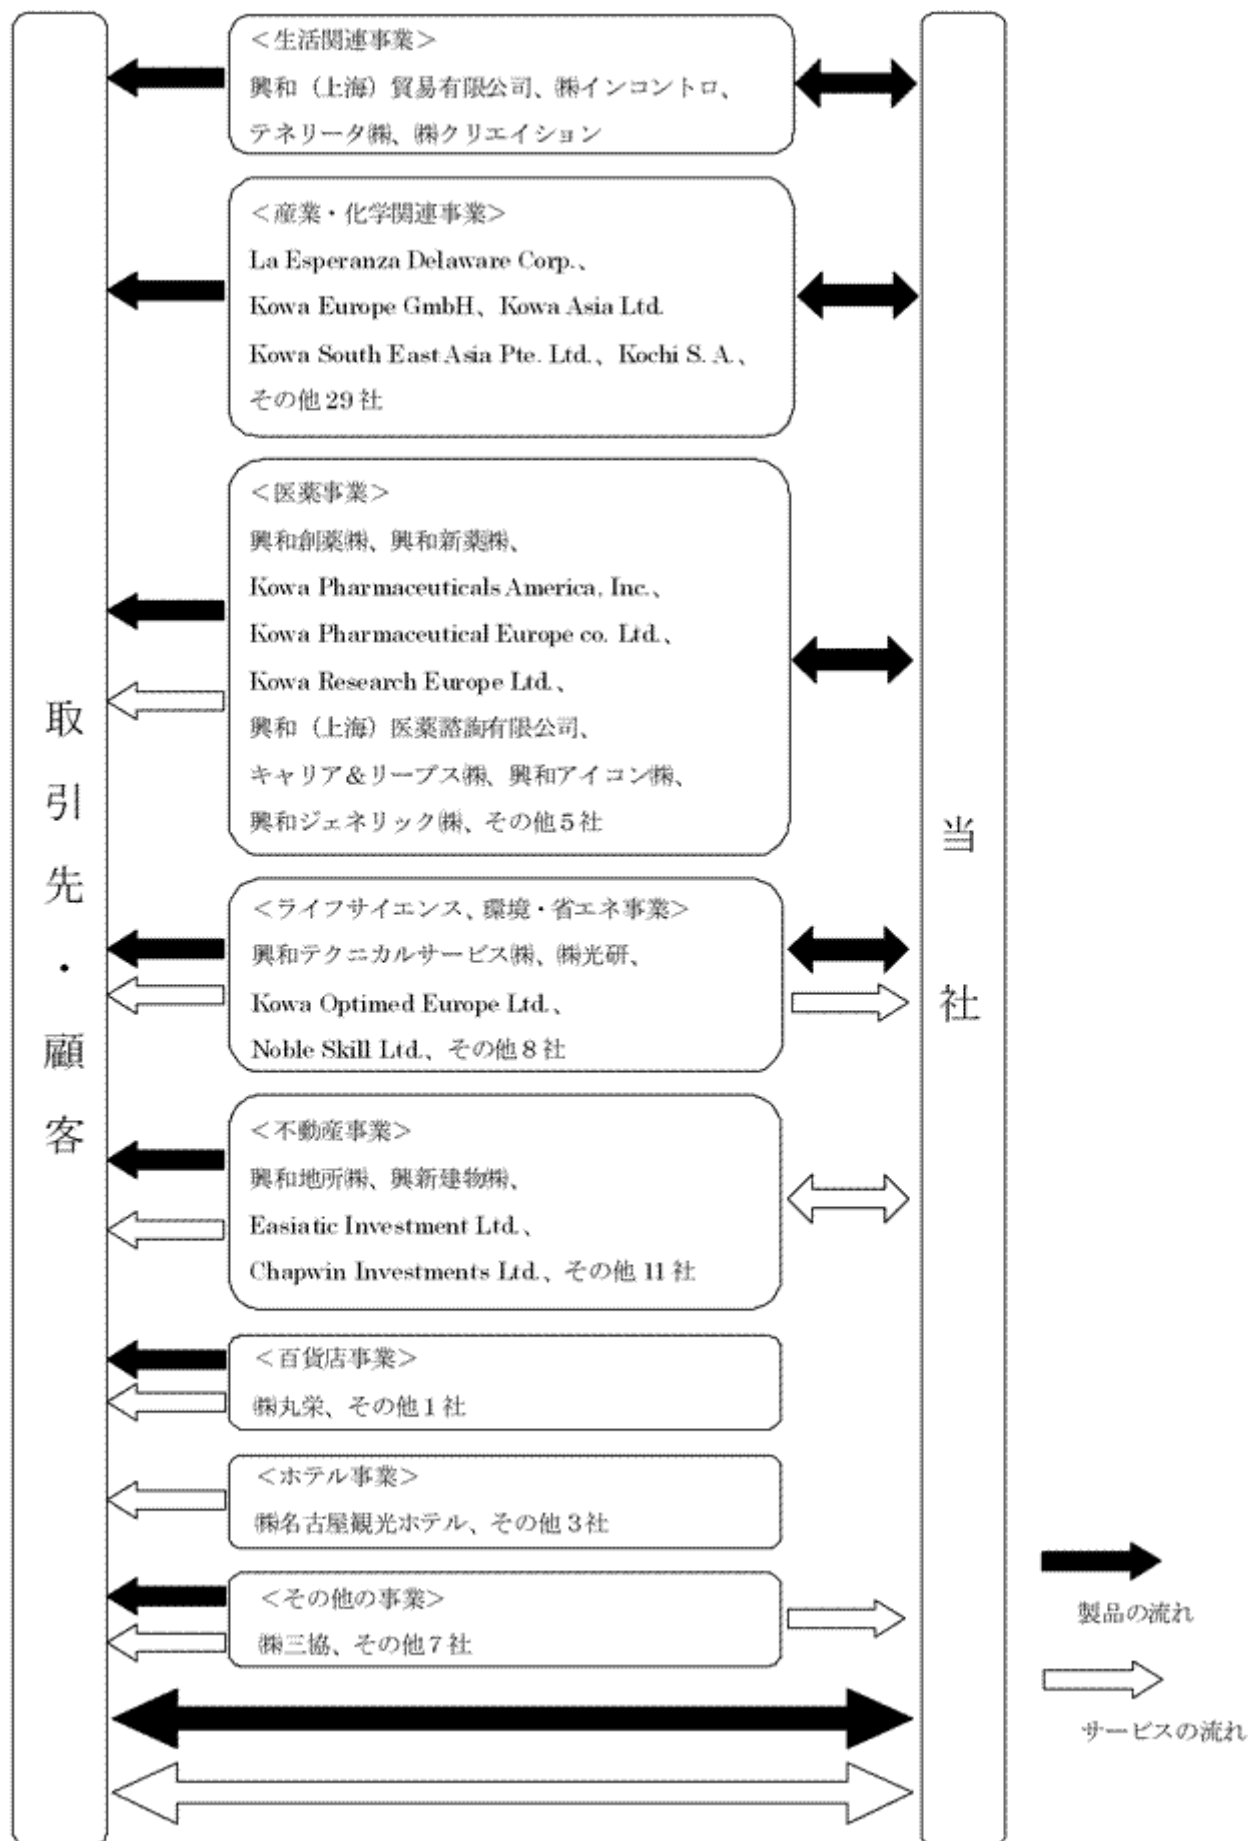 ＜生活関連事業＞
興和（上海）貿易有限公司、㈱インコントロ、
テネリータ㈱、㈱クリエイション
＜産業・化学関連事業＞
La Esperanza Delaware Corp.、
Kowa Europe GmbH、Kowa Asia Ltd.
Kowa South East Asia Pte. Ltd.、Kochi S. A.、
その他 29 社
＜医薬事業＞
興和創薬㈱、興和新薬㈱、
Kowa Pharmaceuticals America, Inc.、
Kowa Pharmaceutical Europe co. Ltd.、
Kowa Research Europe Ltd.、
興和（上海）医薬諮詢有限公司、
キャリア＆リープス㈱、興和アイコン㈱、
興和ジェネリック㈱、その他５社
＜ライフサイエンス、環境・省エネ事業＞
興和テクニカルサービス㈱、㈱光研、
Kowa Optimed Europe Ltd.、
Noble Skill Ltd.、その他８社
＜不動産事業＞
興和地所㈱、興新建物㈱、
Easiatic Investment Ltd.、
Chapwin Investments Ltd.、その他 11 社
＜百貨店事業＞
㈱丸栄、その他１社
＜ホテル事業＞
㈱名古屋観光ホテル、その他３社
＜その他の事業＞
㈱三協、その他７社
取引先・顧客
当社
製品の流れ
サービスの流れ